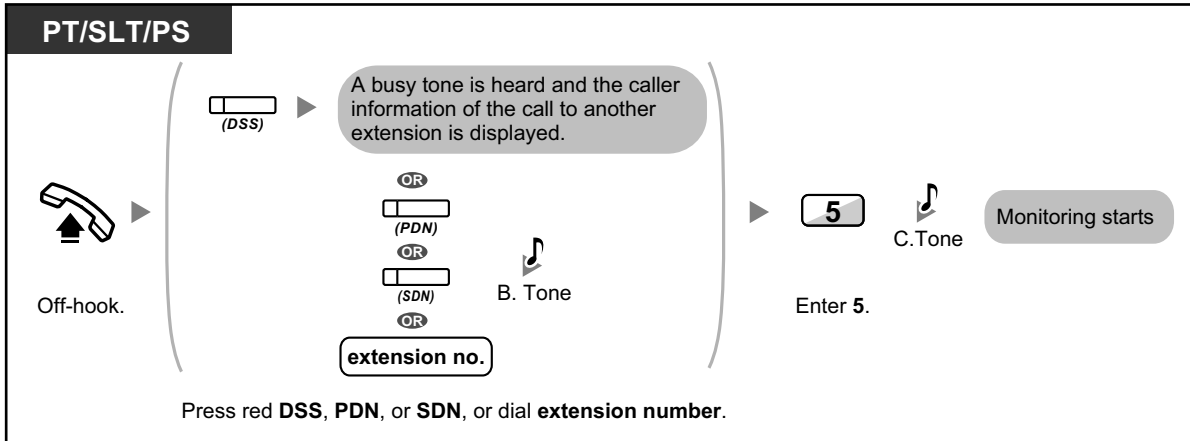 PT/SLT/PS
(DSS)
A busy tone is heard and the caller
information of the call to another
extension is displayed.
OR
(PDN)
OR
(SDN)
B. Tone
OR
extension no.
5
C.Tone
Monitoring starts
Off-hook.
Enter 5.
Press red DSS, PDN, or SDN, or dial extension number.